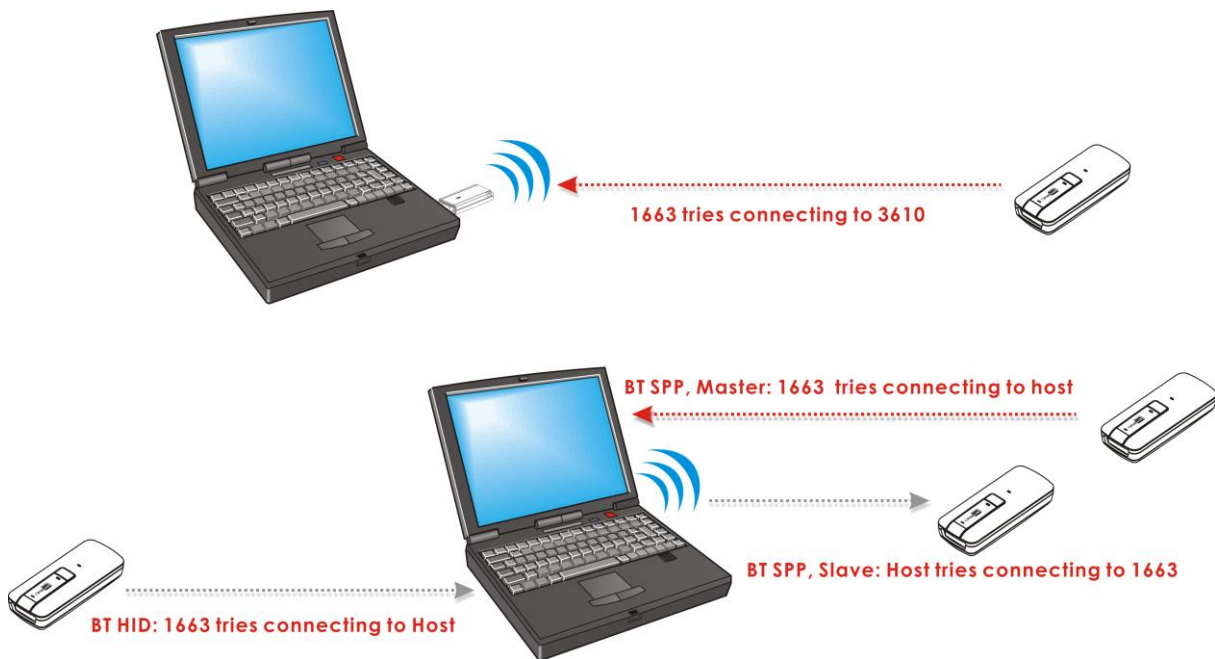 1663 tries connecting to 3610
BT SPP, Master: 1663 tries connecting to host
BT SPP, Slave: Host tries connecting to 1663
BT HID: 1663 tries connecting to Host